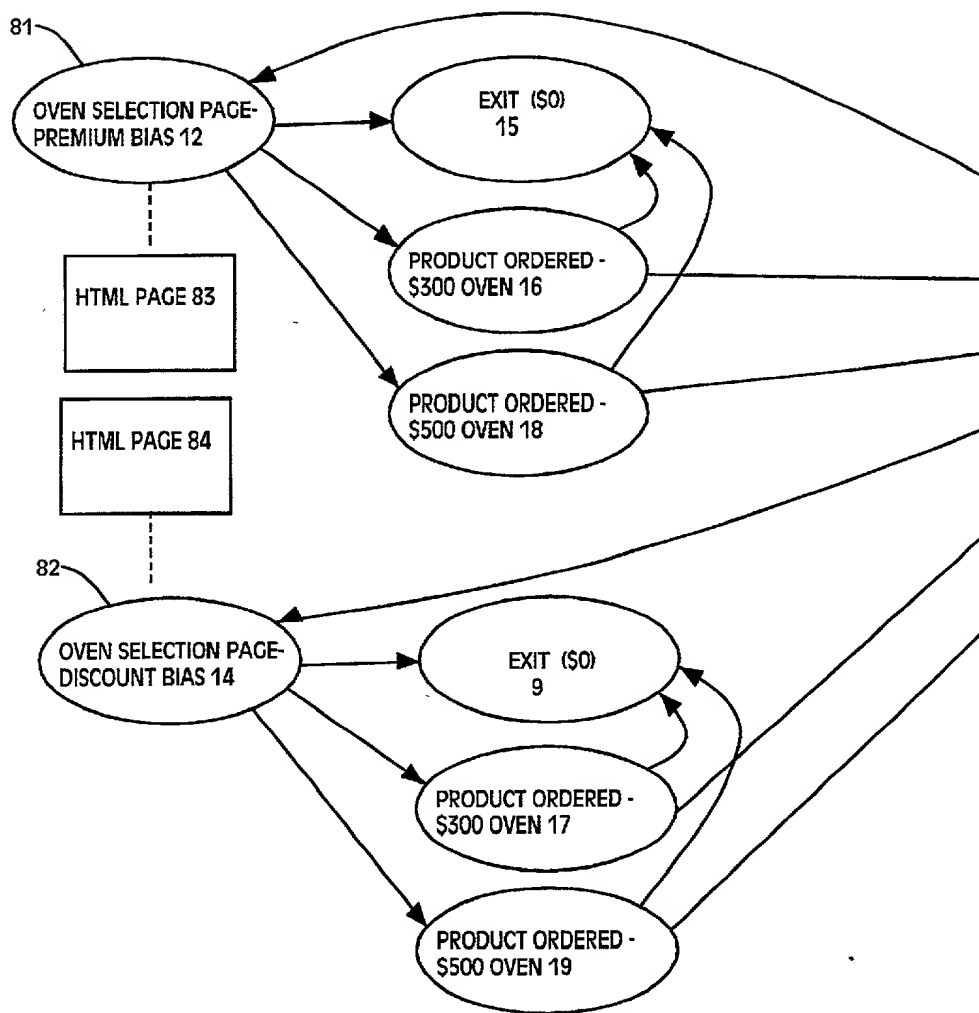 81
OVEN SELECTION PAGE-
PREMIUM BIAS 12
EXIT ($0)
15
PRODUCT ORDERED -
$300 OVEN 16
HTML PAGE 83
PRODUCT ORDERED -
$500 OVEN 18
HTML PAGE 84
82
OVEN SELECTION PAGE-
DISCOUNT BIAS 14
EXIT ($0)
9
PRODUCT ORDERED -
$300 OVEN 17
PRODUCT ORDERED -
$500 OVEN 19